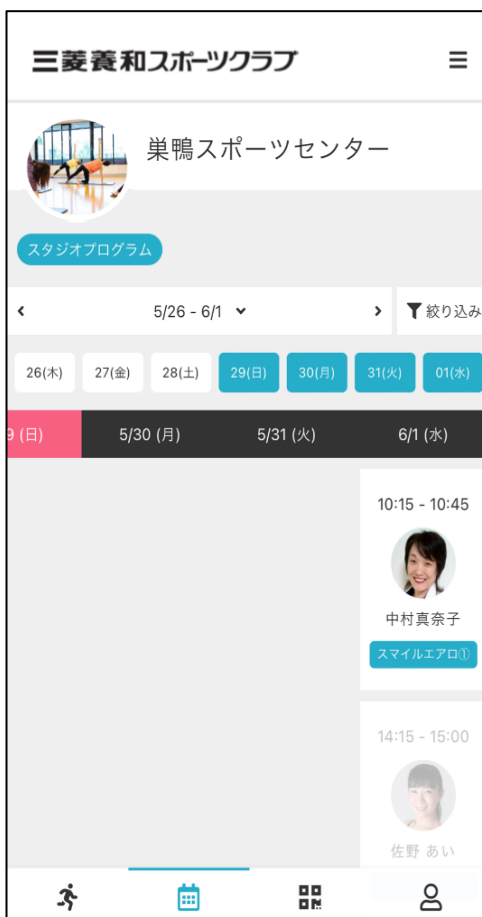 三菱養和スポーツクラブ
巣鴨スポーツセンター
スタジオプログラム
5/26 - 6/1
絞り込み
26(木) 27(金) 28(土) 29(日) 30(月) 31(火) 01(水)
9 (日) 5/30 (月) 5/31 (火) 6/1 (水)
10:15 - 10:45
中村真奈子
スマイルエアロ①
14:15 - 15:00
佐野 あい